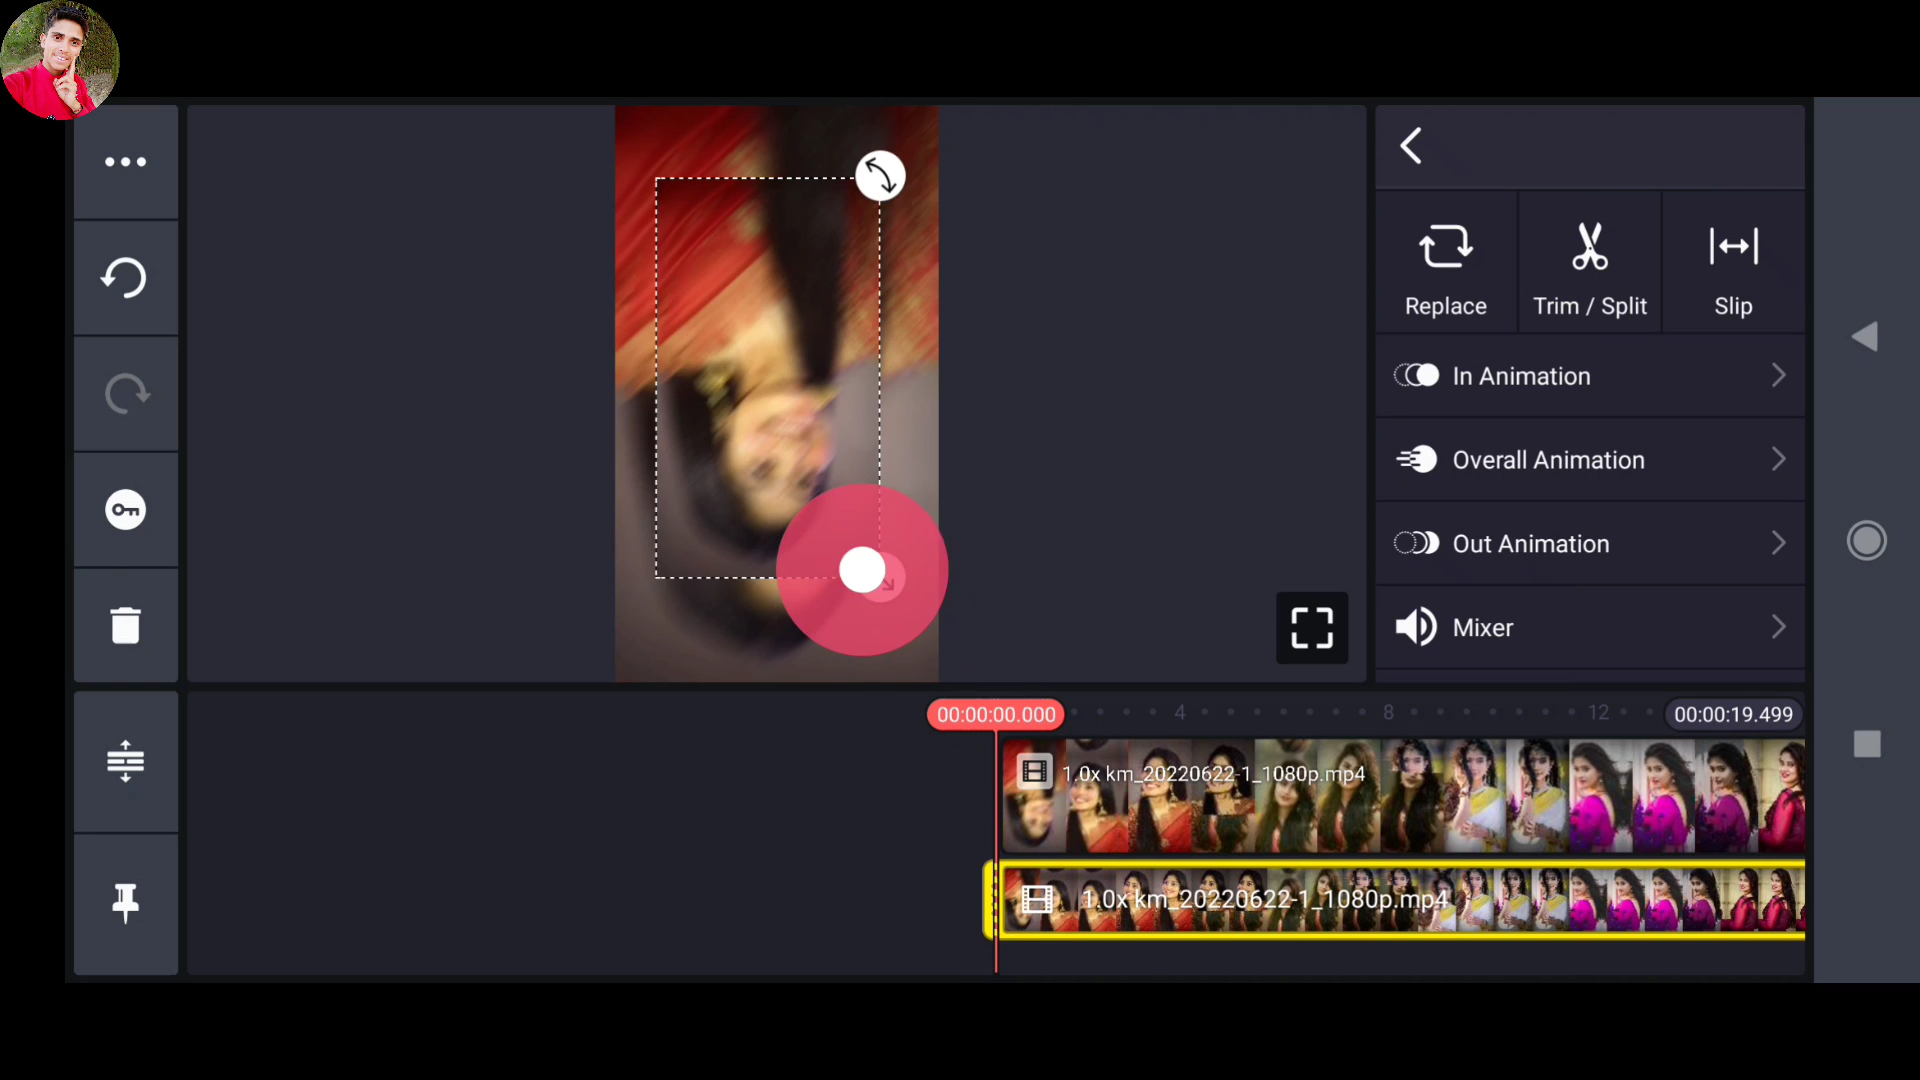 Replace
Trim / Split
Slip
In Animation
Overall Animation
Out Animation
Mixer
00:00:00.000
4
8
12
00:00:19.499
1.0x km_20220622-1_1080p.mp4
1.0x km_20220622-1_1080p.mp4